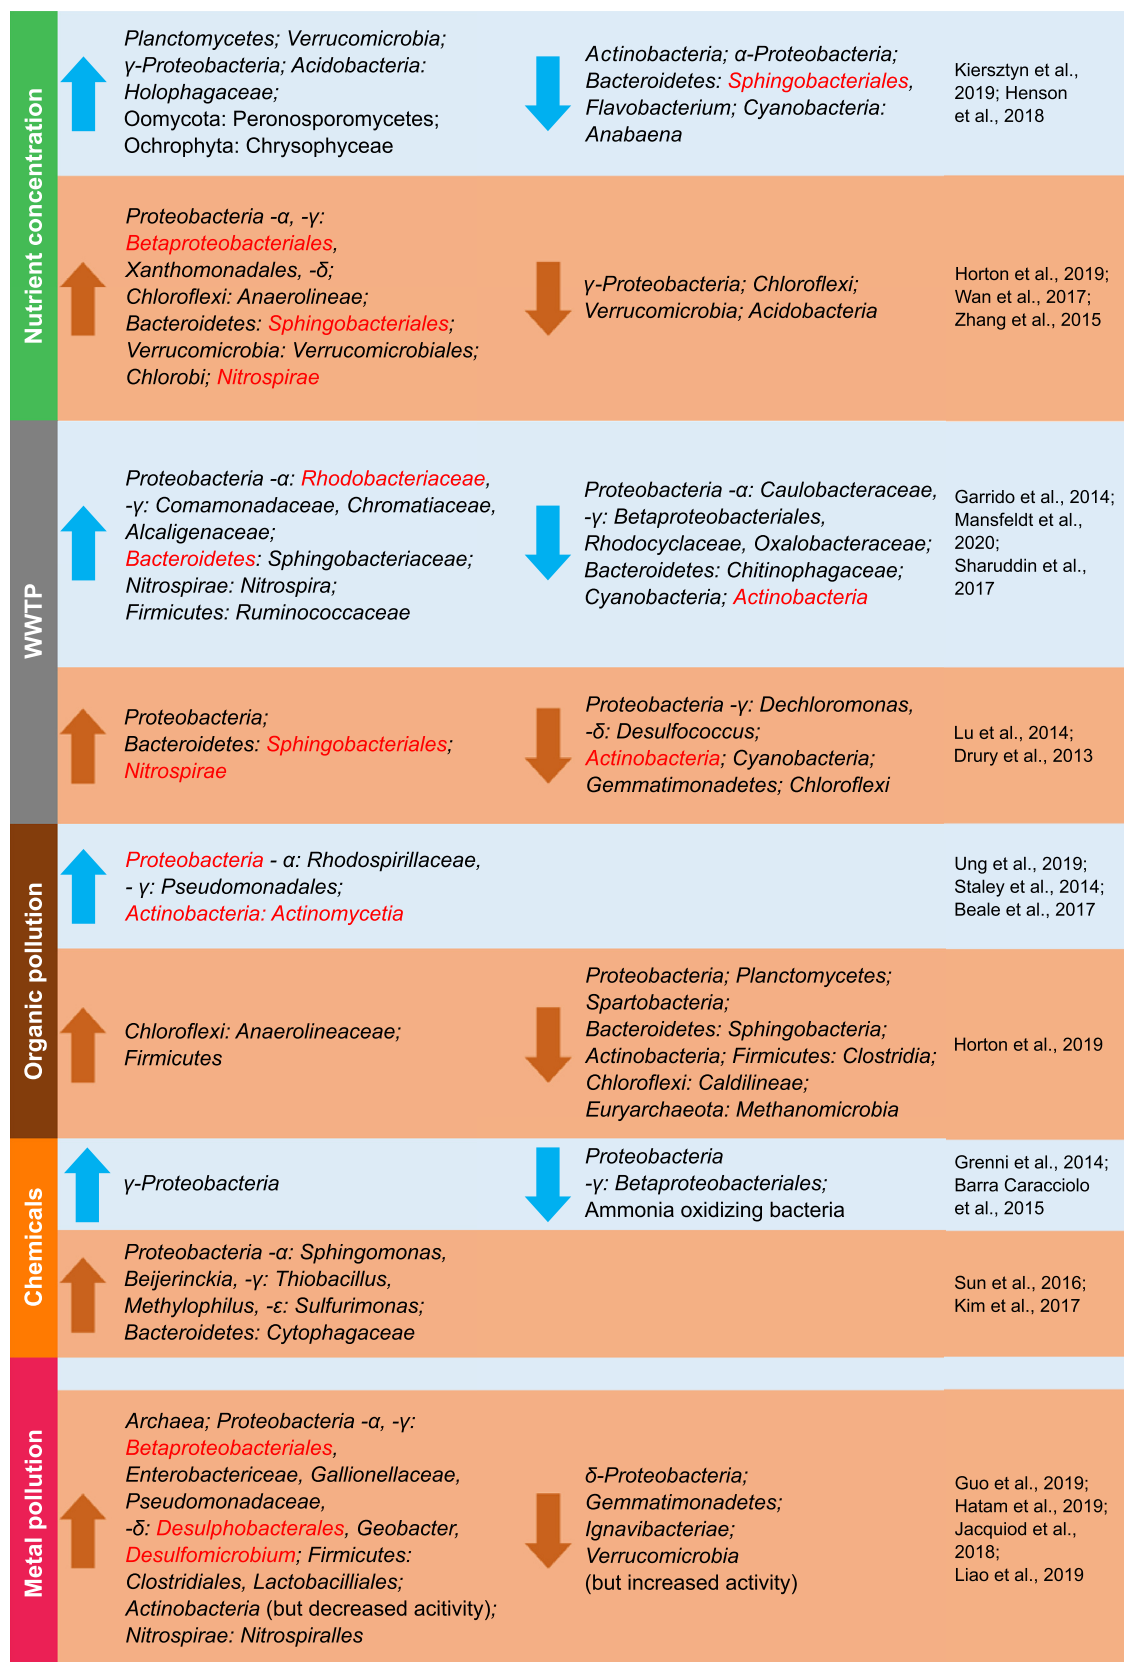 Nutrient concentration
Planctomycetes; Verrucomicrobia;
γ-Proteobacteria; Acidobacteria:
Holophagaceae;
Oomycota: Peronosporomycetes;
Ochrophyta: Chrysophyceae
Actinobacteria; α-Proteobacteria;
Bacteroidetes: Sphingobacteriales,
Flavobacterium; Cyanobacteria:
Anabaena
Kiersztyn et al.,
2019; Henson
et al., 2018
Proteobacteria -α, -γ:
Betaproteobacteriales,
Xanthomonadales, -δ;
Chloroflexi: Anaerolineae;
Bacteroidetes: Sphingobacteriales;
Verrucomicrobia: Verrucomicrobiales;
Chlorobi; Nitrospirae
γ-Proteobacteria; Chloroflexi;
Verrucomicrobia; Acidobacteria
Horton et al., 2019;
Wan et al., 2017;
Zhang et al., 2015
WWTP
Proteobacteria -α: Rhodobacteriaceae,
-γ: Comamonadaceae, Chromatiaceae,
Alcaligenaceae;
Bacteroidetes: Sphingobacteriaceae;
Nitrospirae: Nitrospira;
Firmicutes: Ruminococcaceae
Proteobacteria -α: Caulobacteraceae,
-γ: Betaproteobacteriales,
Rhodocyclaceae, Oxalobacteraceae;
Bacteroidetes: Chitinophagaceae;
Cyanobacteria; Actinobacteria
Garrido et al., 2014;
Mansfeldt et al.,
2020;
Sharuddin et al.,
2017
Proteobacteria;
Bacteroidetes: Sphingobacteriales;
Nitrospirae
Proteobacteria -γ: Dechloromonas,
-δ: Desulfococcus;
Actinobacteria; Cyanobacteria;
Gemmatimonadetes; Chloroflexi
Lu et al., 2014;
Drury et al., 2013
Organic pollution
Proteobacteria - α: Rhodospirillaceae,
- γ: Pseudomonadales;
Actinobacteria: Actinomycetia
Ung et al., 2019;
Staley et al., 2014;
Beale et al., 2017
Chloroflexi: Anaerolineaceae;
Firmicutes
Proteobacteria; Planctomycetes;
Spartobacteria;
Bacteroidetes: Sphingobacteria;
Actinobacteria; Firmicutes: Clostridia;
Chloroflexi: Caldilineae;
Euryarchaeota: Methanomicrobia
Horton et al., 2019
Chemicals
γ-Proteobacteria
Proteobacteria
-γ: Betaproteobacteriales;
Ammonia oxidizing bacteria
Grenni et al., 2014;
Barra Caracciolo
et al., 2015
Proteobacteria -α: Sphingomonas,
Beijerinckia, -γ: Thiobacillus,
Methylophilus, -ε: Sulfurimonas;
Bacteroidetes: Cytophagaceae
Sun et al., 2016;
Kim et al., 2017
Metal pollution
Archaea; Proteobacteria -α, -γ:
Betaproteobacteriales,
Enterobactericeae, Gallionellaceae,
Pseudomonadaceae,
-δ: Desulphobacterales, Geobacter,
Desulfomicrobium; Firmicutes:
Clostridiales, Lactobacilliales;
Actinobacteria (but decreased acitivity);
Nitrospirae: Nitrospiralles
δ-Proteobacteria;
Gemmatimonadetes;
Ignavibacteriae;
Verrucomicrobia
(but increased activity)
Guo et al., 2019;
Hatam et al., 2019;
Jacquiod et al.,
2018;
Liao et al., 2019